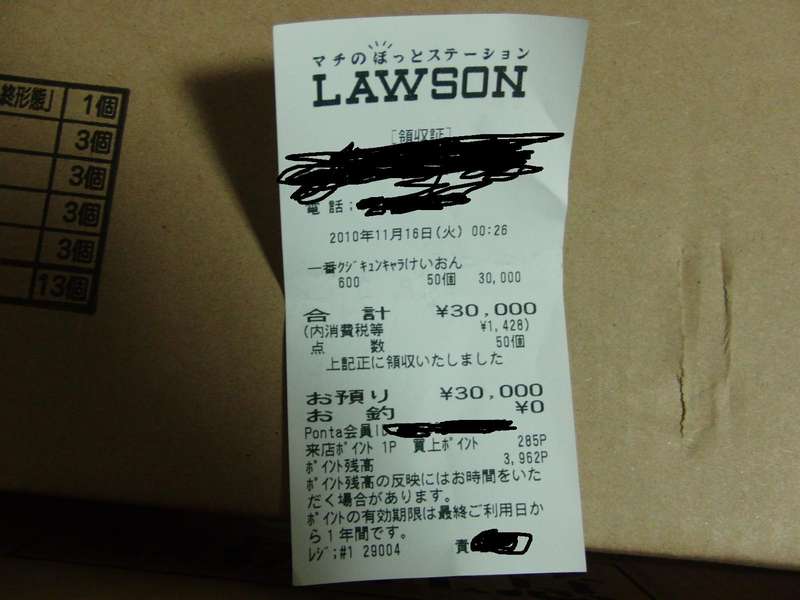 終形態」 1個
3個
3個
3個
3個
13個
マチのほっとステーション
LAWSON
[領収証]
電話;
2010年11月16日(火) 00:26
一番クジキュンキャラけいおん
600 50個 30,000
合計 ¥30,000
(内消費税等 ¥1,428)
点数 50個
上記正に領収いたしました
お預り ¥30,000
お釣 ¥0
Ponta会員I
来店ポイント 1P 買上ポイント 285P
ポイント残高 3,962P
ポイント残高の反映にはお時間をいた
だく場合があります。
ポイントの有効期限は最終ご利用日か
ら1年間です。
レジ;#1 29004 責